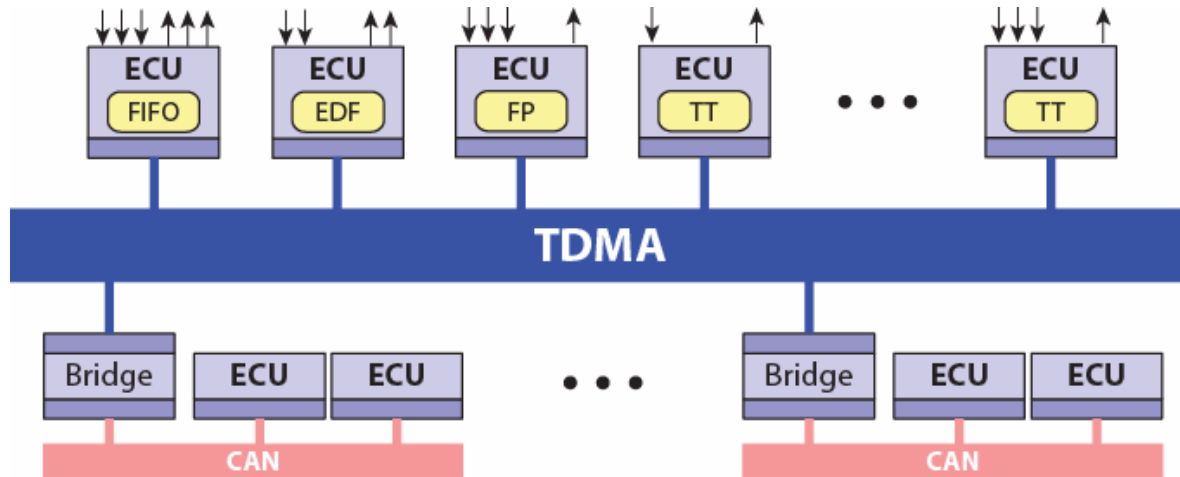 ECU ECU ECU ECU ECU
FIFO EDF FP TT TT
TDMA
Bridge ECU ECU Bridge ECU ECU
CAN CAN